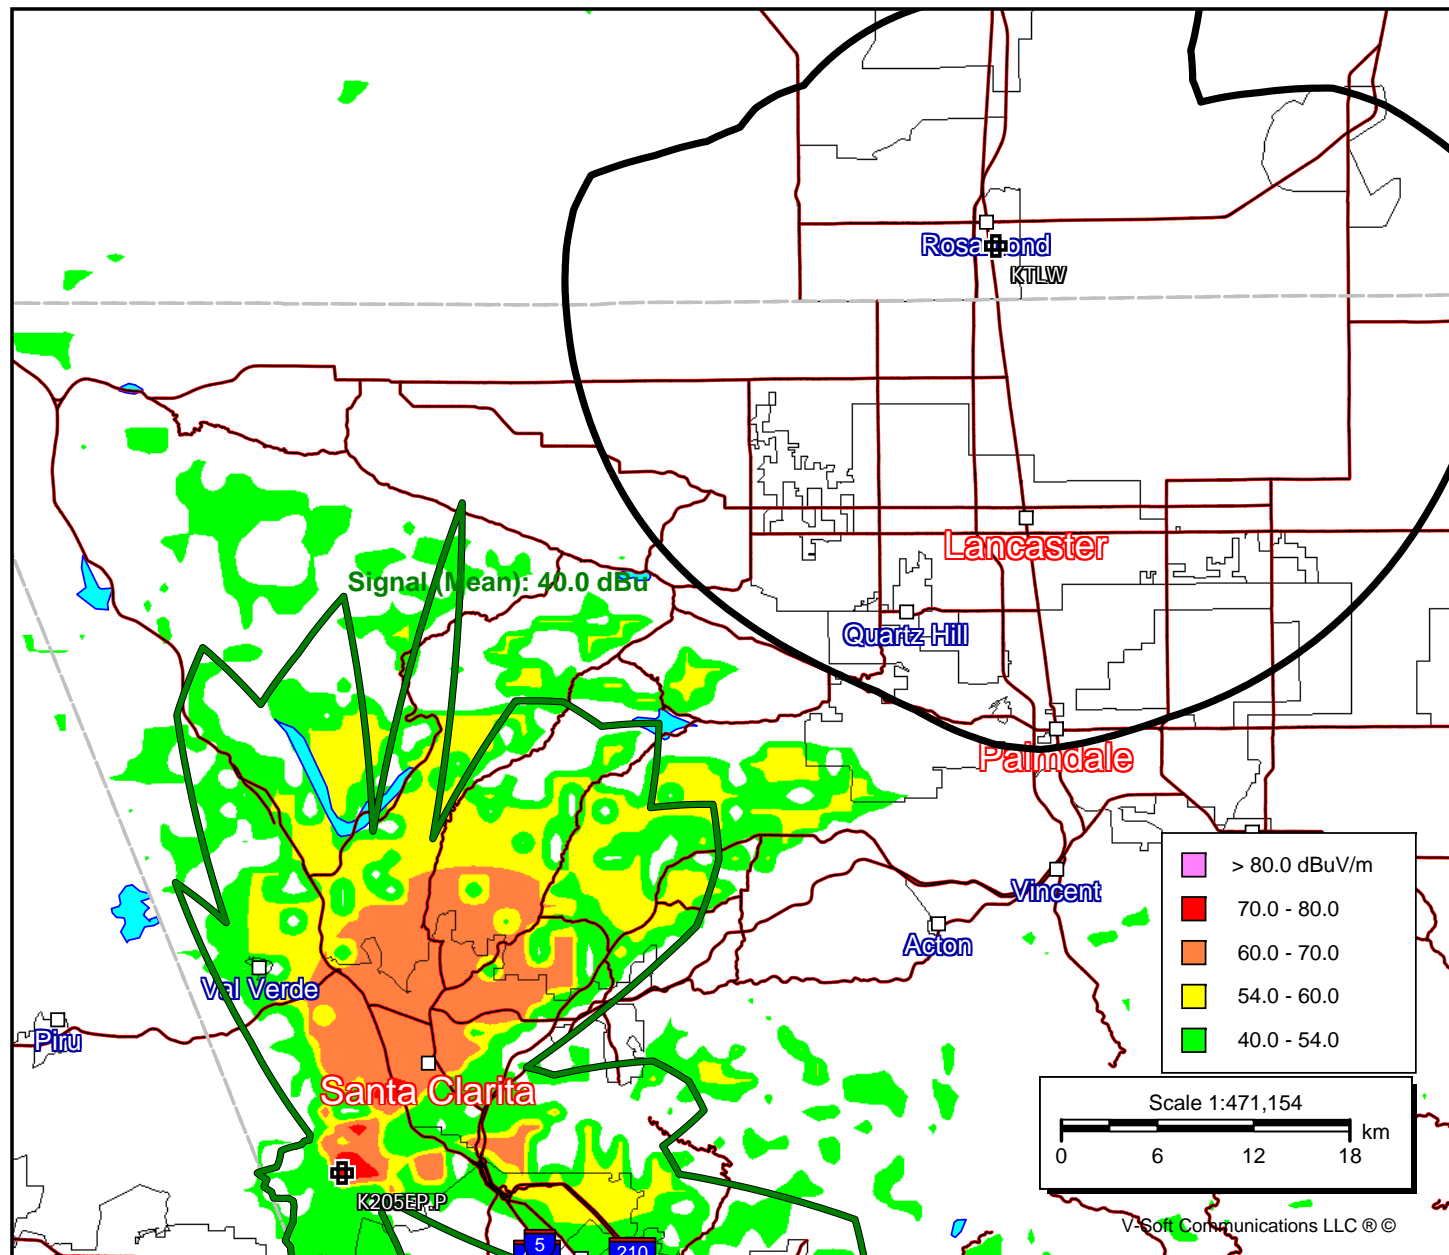 Rosamond
KTLW
Lancaster
Signal (Mean): 40.0 dBu
Quartz Hill
Palmdale
> 80.0 dBuV/m
70.0 - 80.0
60.0 - 70.0
54.0 - 60.0
40.0 - 54.0
Vincent
Acton
Val Verde
Piru
Santa Clarita
Scale 1:471,154
km
0 6 12 18
K205EP.P
V-Soft Communications LLC ® ©
5
210